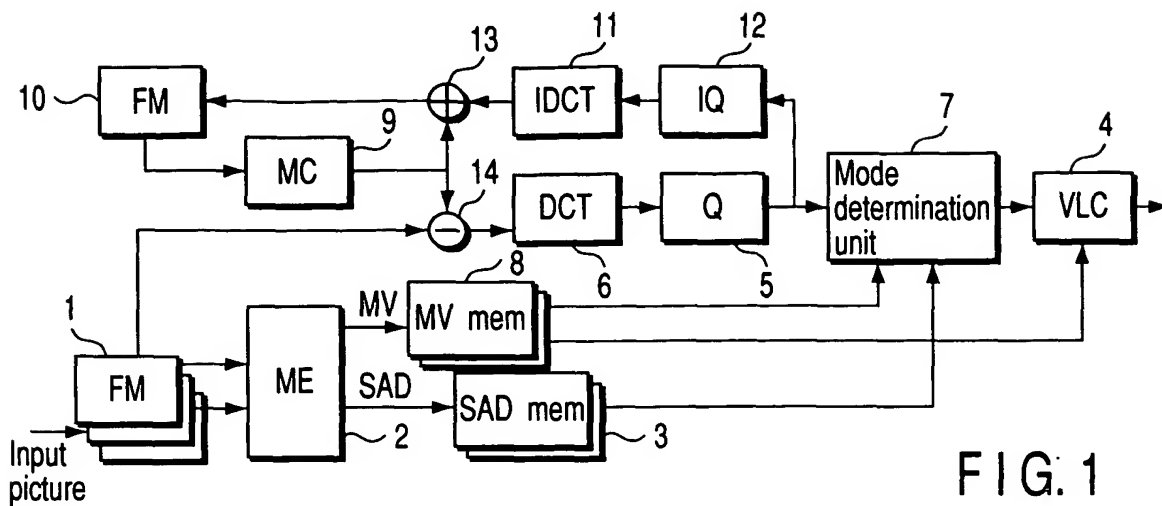 13
11
12
10
FM
IDCT
IQ
9
7
4
MC
14
DCT
Q
Mode
determination
unit
VLC
8
6
5
1
MV
MV mem
FM
ME
SAD
SAD mem
2
3
Input
picture
FIG. 1